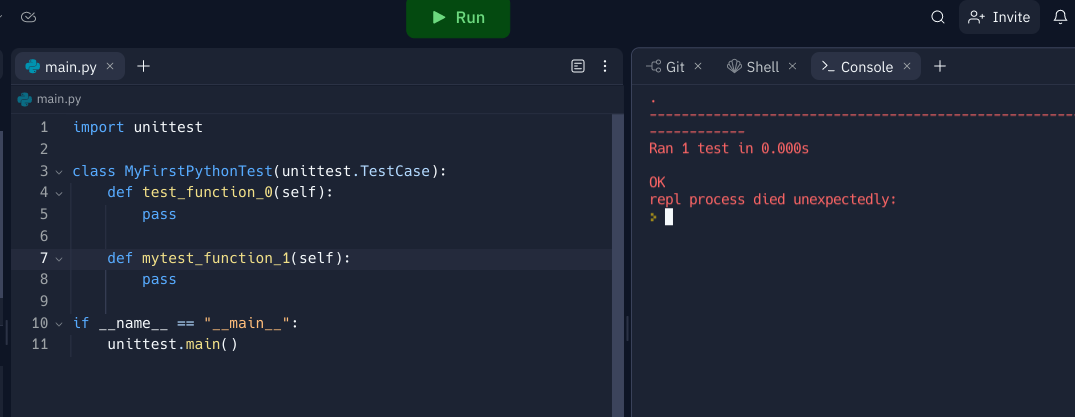 Run
Invite
main.py
Git
Shell
Console
main.py
1 import unittest
2
3 class MyFirstPythonTest(unittest.TestCase):
4     def test_function_0(self):
5         pass
6
7     def mytest_function_1(self):
8         pass
9
10 if __name__ == "__main__":
11     unittest.main()
.
----------------------------------------------------------------------
Ran 1 test in 0.000s
OK
repl process died unexpectedly: